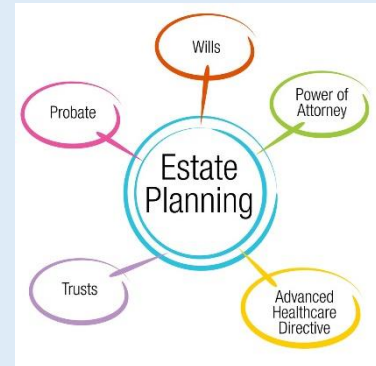 Wills
Power of
Attorney
Probate
Estate
Planning
Trusts
Advanced
Healthcare
Directive